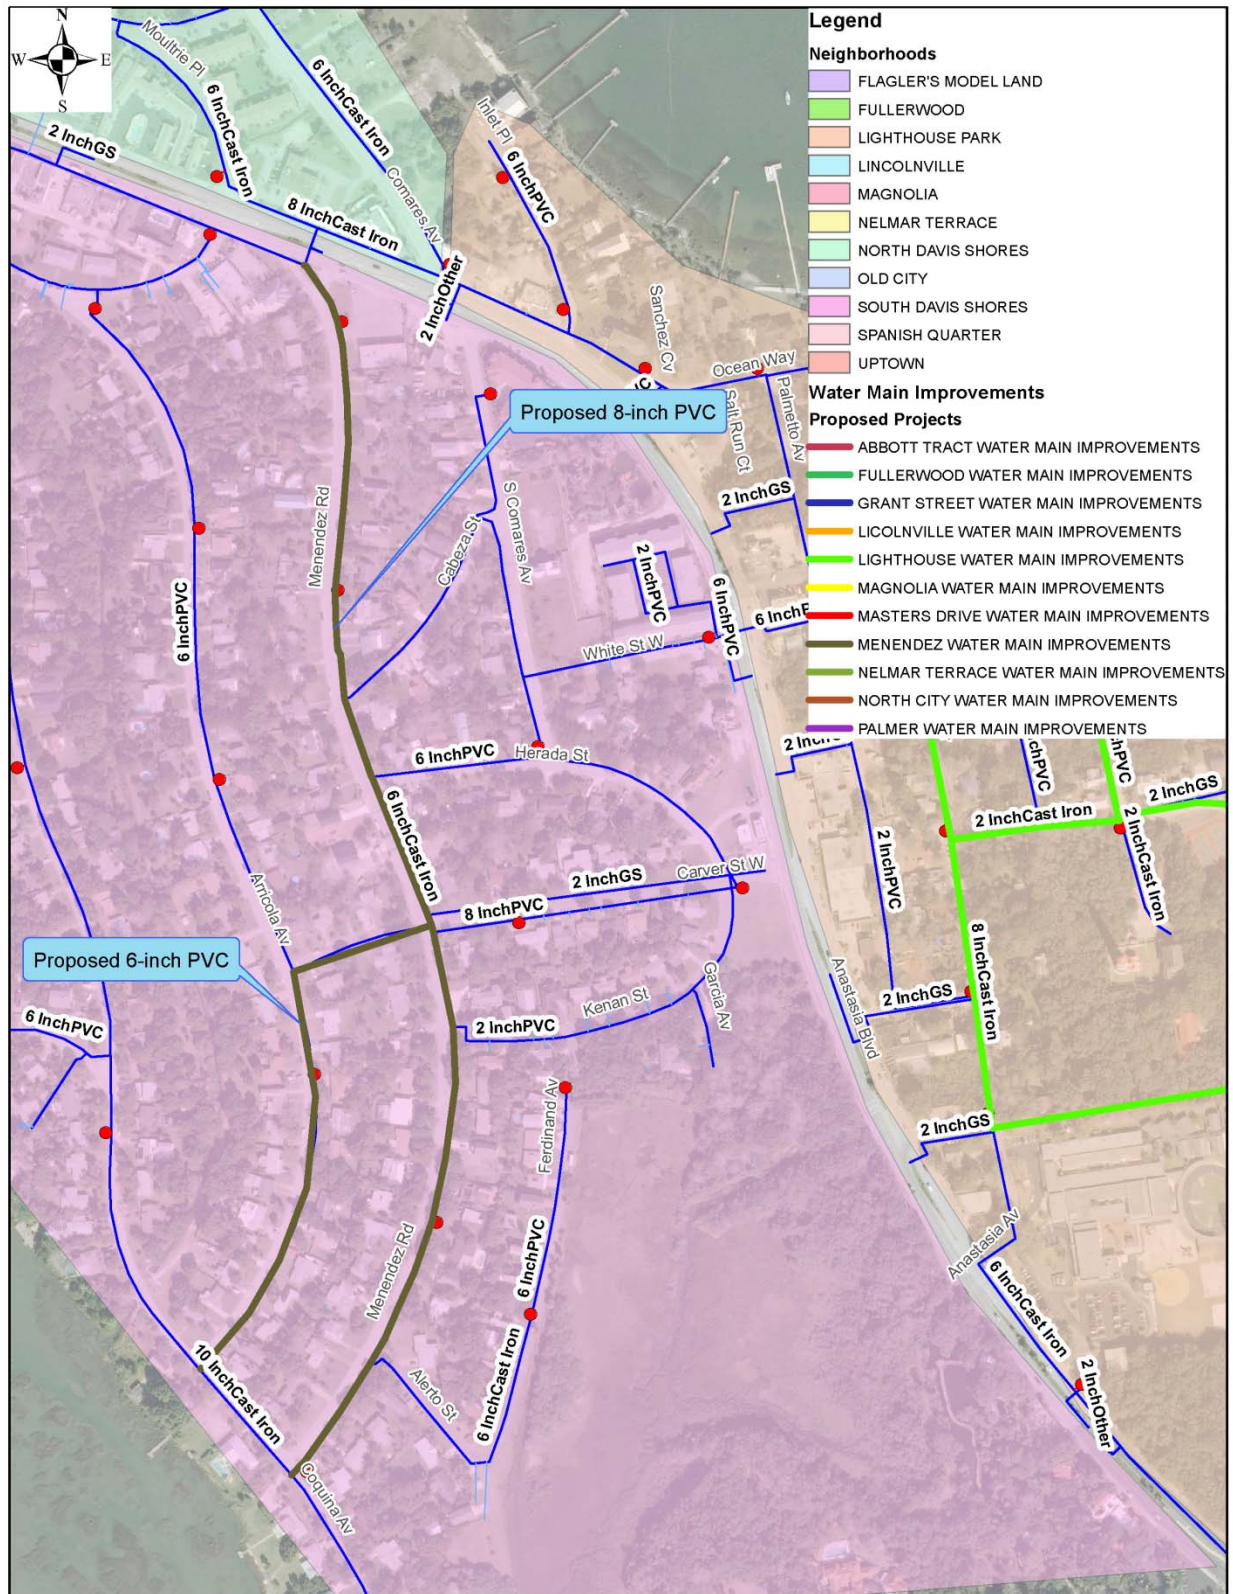 N
W
E
S
Moultrie Pl
6 InchCast Iron
6 InchCast Iron
2 InchGS
8 InchCast Iron
Comares Av
2 InchOther
Inlet Pl
6 InchPVC
Sanchez Cv
Ocean Way
Salt Run Ct
Palmetto Av
Legend
Neighborhoods
FLAGLER'S MODEL LAND
FULLERWOOD
LIGHTHOUSE PARK
LINCOLNVILLE
MAGNOLIA
NELMAR TERRACE
NORTH DAVIS SHORES
OLD CITY
SOUTH DAVIS SHORES
SPANISH QUARTER
UPTOWN
Water Main Improvements
Proposed Projects
ABBOTT TRACT WATER MAIN IMPROVEMENTS
FULLERWOOD WATER MAIN IMPROVEMENTS
GRANT STREET WATER MAIN IMPROVEMENTS
LICOLNVILLE WATER MAIN IMPROVEMENTS
LIGHTHOUSE WATER MAIN IMPROVEMENTS
MAGNOLIA WATER MAIN IMPROVEMENTS
MASTERS DRIVE WATER MAIN IMPROVEMENTS
MENENDEZ WATER MAIN IMPROVEMENTS
NELMAR TERRACE WATER MAIN IMPROVEMENTS
NORTH CITY WATER MAIN IMPROVEMENTS
PALMER WATER MAIN IMPROVEMENTS
Proposed 8-inch PVC
Menendez Rd
Cabeza St
S Comares Av
2 InchGS
2 InchPVC
6 InchPVC
6 InchP
White St W
6 InchPVC
6 InchPVC
Herada St
6 InchCast Iron
2 InchGS
Carver St W
8 InchPVC
Arricola Av
Proposed 6-inch PVC
6 InchPVC
2 InchPVC
Kenan St
Garcia Av
Ferdinand Av
6 InchPVC
6 InchCast Iron
Menendez Rd
Alerto St
10 InchCast Iron
Coquina Av
Anastasia Blvd
2 InchPVC
2 InchGS
8 InchCast Iron
2 InchCast Iron
2 InchGS
2 InchCast Iron
2 InchGS
Anastasia Av
6 InchCast Iron
2 InchOther